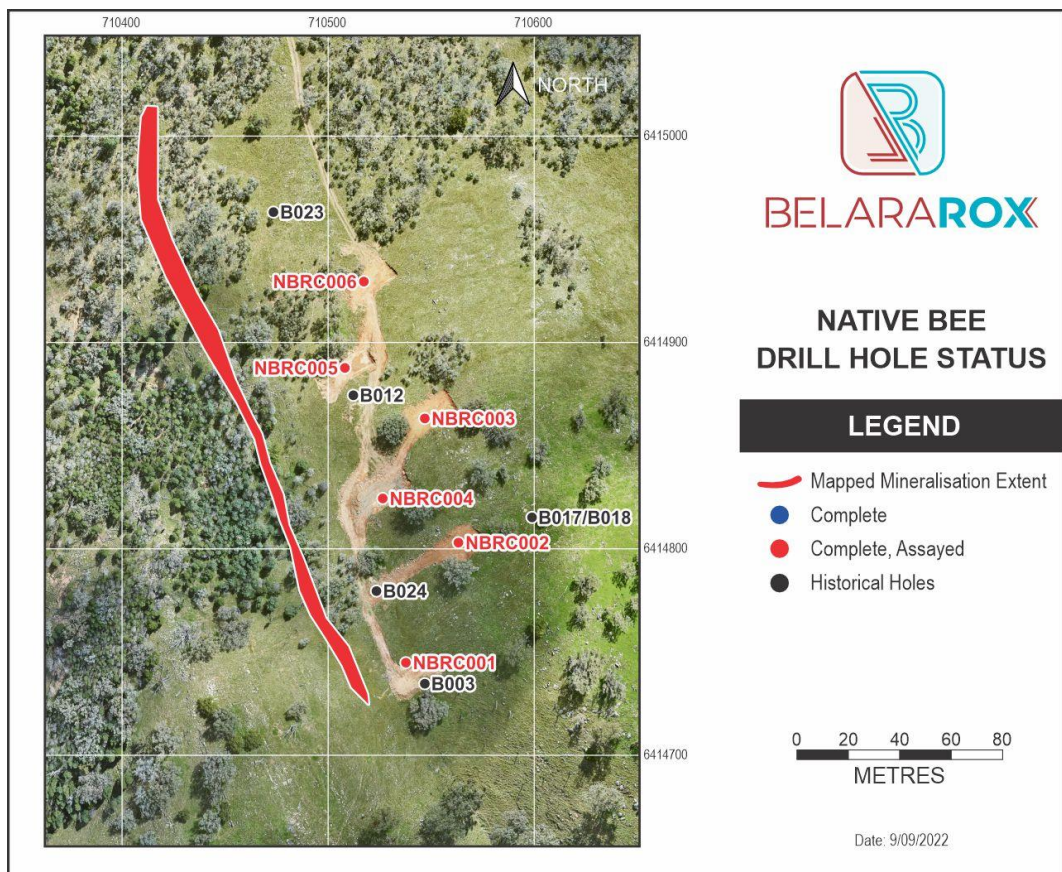 710400
710500
710600
NORTH
6415000
B023
NBRC006
6414900
NBRC005
B012
NBRC003
NBRC004
B017/B018
NBRC002
6414800
B024
NBRC001
B003
6414700
BELARAROX
NATIVE BEE
DRILL HOLE STATUS
LEGEND
Mapped Mineralisation Extent
Complete
Complete, Assayed
Historical Holes
0 20 40 60 80
METRES
Date: 9/09/2022